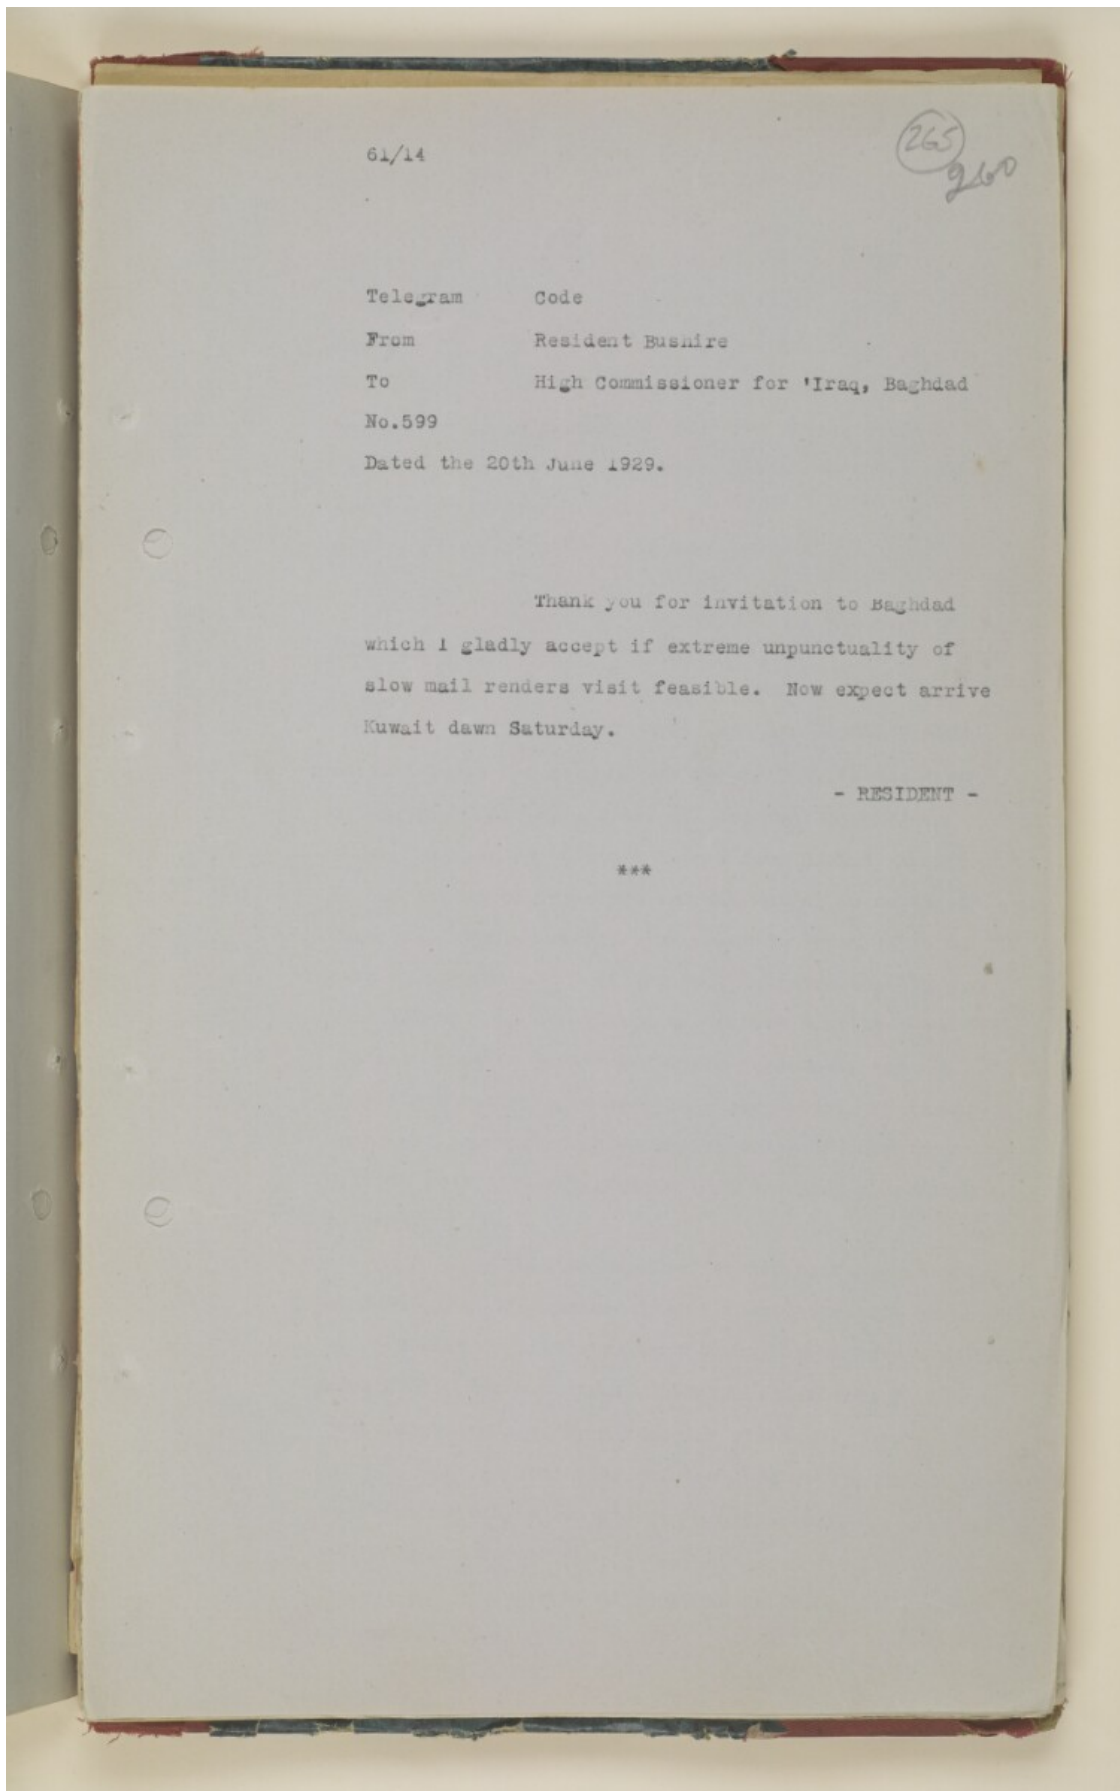 265
260
61/14
Telegram Code
From Resident Bushire
To High Commissioner for 'Iraq, Baghdad
No.599
Dated the 20th June 1929.
Thank you for invitation to Baghdad
which I gladly accept if extreme unpunctuality of
slow mail renders visit feasible. Now expect arrive
Kuwait dawn Saturday.
- RESIDENT -
***